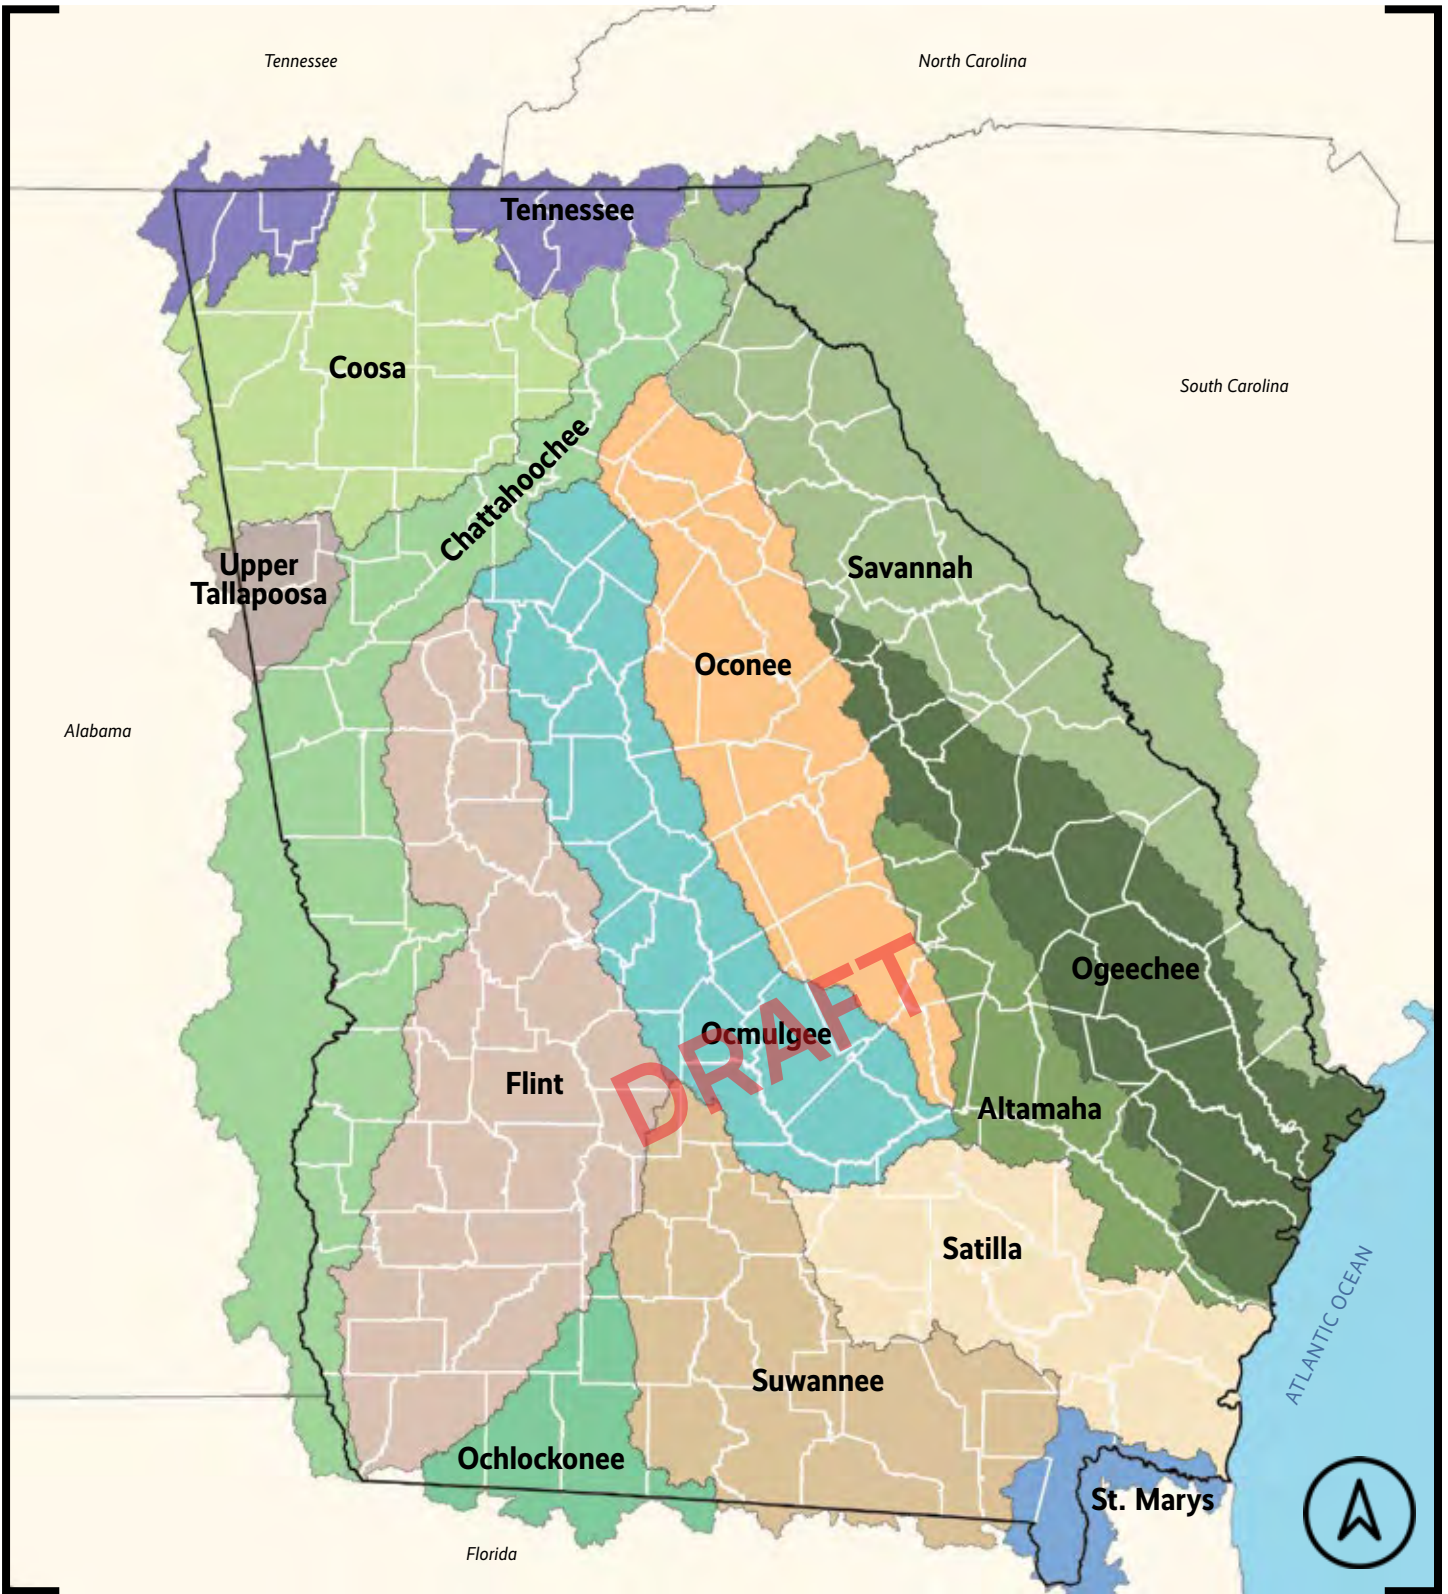 Tennessee
North Carolina
Tennessee
Coosa
South Carolina
Chattahoochee
Upper
Tallapoosa
Savannah
Oconee
Alabama
Ogeechee
Ocmulgee
DRAFT
Flint
Altamaha
Satilla
ATLANTIC OCEAN
Suwannee
Ochlockonee
St. Marys
Florida